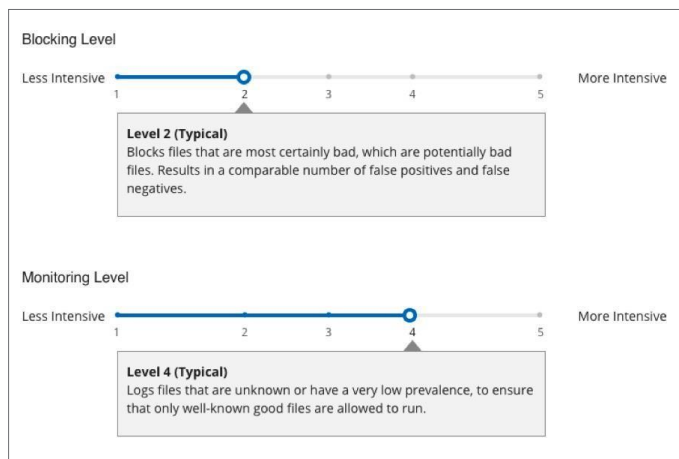 Blocking Level
Less Intensive
More Intensive
1 2 3 4 5
Level 2 (Typical)
Blocks files that are most certainly bad, which are potentially bad
files. Results in a comparable number of false positives and false
negatives.
Monitoring Level
Less Intensive
More Intensive
1 2 3 4 5
Level 4 (Typical)
Logs files that are unknown or have a very low prevalence, to ensure
that only well-known good files are allowed to run.